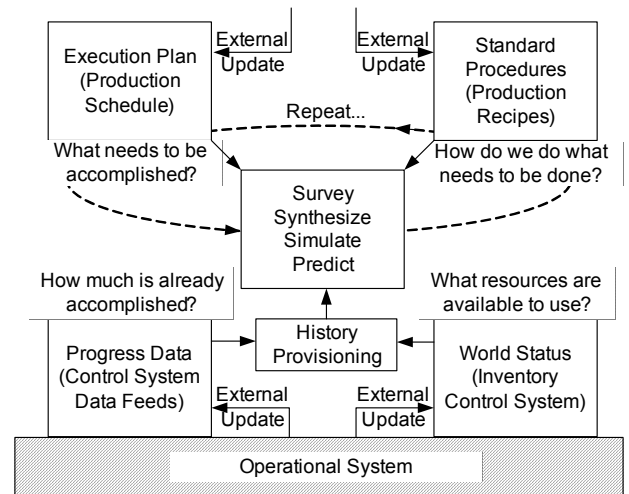 External
Update
External
Update
Execution Plan
(Production
Schedule)
Standard
Procedures
(Production
Recipes)
Repeat...
What needs to be
accomplished?
How do we do what
needs to be done?
Survey
Synthesize
Simulate
Predict
How much is already
accomplished?
What resources are
available to use?
History
Provisioning
Progress Data
(Control System
Data Feeds)
World Status
(Inventory
Control System)
External
Update
External
Update
Operational System